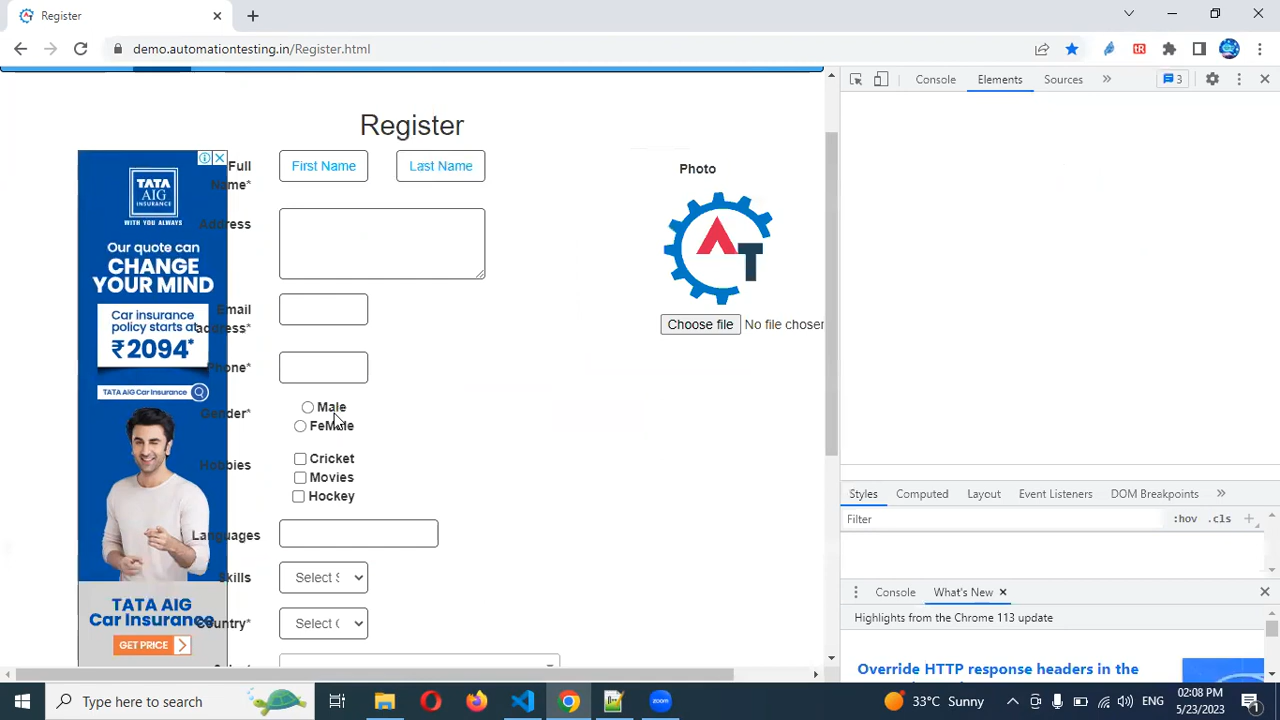 Register
demo.automationtesting.in/Register.html
Console
Elements
Sources
3
Register
Full Name*
First Name
Last Name
Photo
Address
Email address*
Choose file
No file choser
Phone*
Gender*
Male
FeMale
Hobbies
Cricket
Movies
Hockey
Languages
Skills
Select S
Country*
Select C
TATA
AIG
INSURANCE
WITH YOU ALWAYS
Our quote can
CHANGE
YOUR MIND
Car insurance
policy starts at
₹2094*
TATA AIG Car Insurance
TATA AIG
Car Insurance
GET PRICE
AT
Styles
Computed
Layout
Event Listeners
DOM Breakpoints
Filter
:hov
.cls
Console
What's New
Highlights from the Chrome 113 update
Override HTTP response headers in the
Type here to search
zoom
33°C Sunny
ENG
02:08 PM
5/23/2023
1